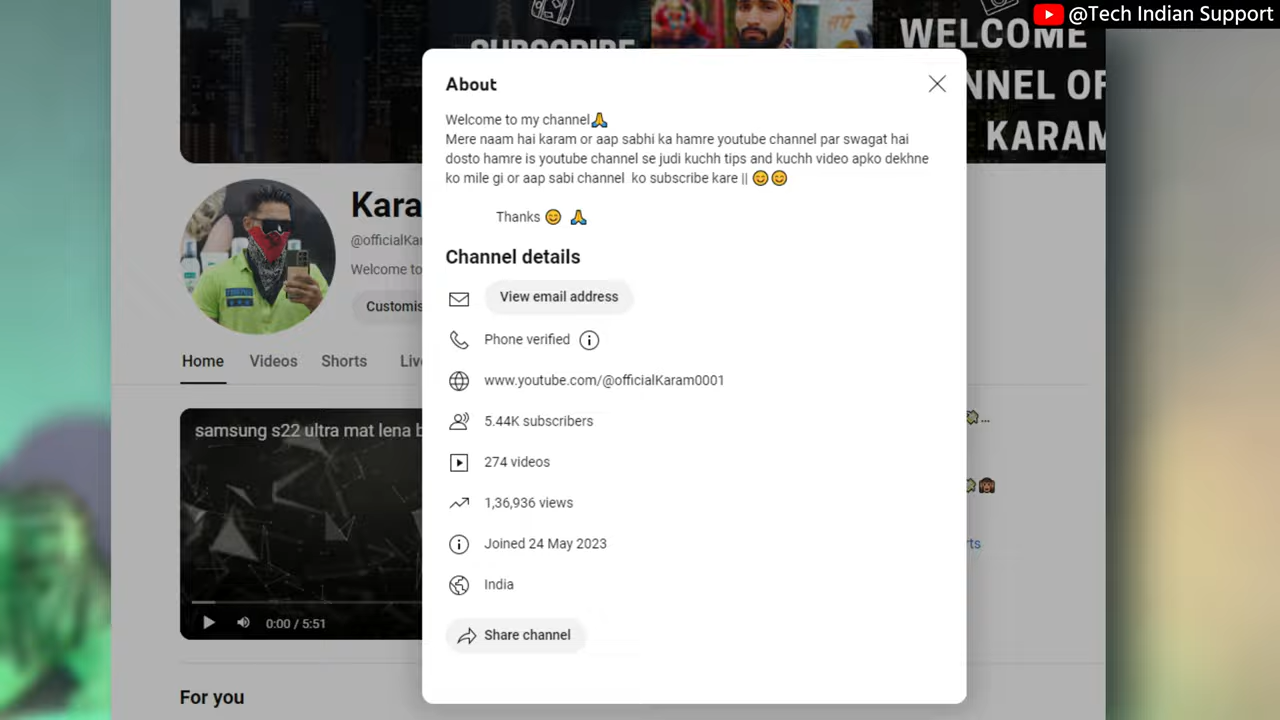 @Tech Indian Support
SUBSCRIBE
WELCOME
NNEL OF
KARAM
About
Welcome to my channel🙏
Mere naam hai karam or aap sabhi ka hamre youtube channel par swagat hai
dosto hamre is youtube channel se judi kuchh tips and kuchh video apko dekhne
ko mile gi or aap sabi channel ko subscribe kare || 😊😊
Thanks 😊 🙏
Kara
@officialKar
Welcome to
Customis
Channel details
View email address
Phone verified
www.youtube.com/@officialKaram0001
5.44K subscribers
274 videos
1,36,936 views
Joined 24 May 2023
India
Share channel
Home Videos Shorts Liv
samsung s22 ultra mat lena b
...
rts
0:00 / 5:51
For you